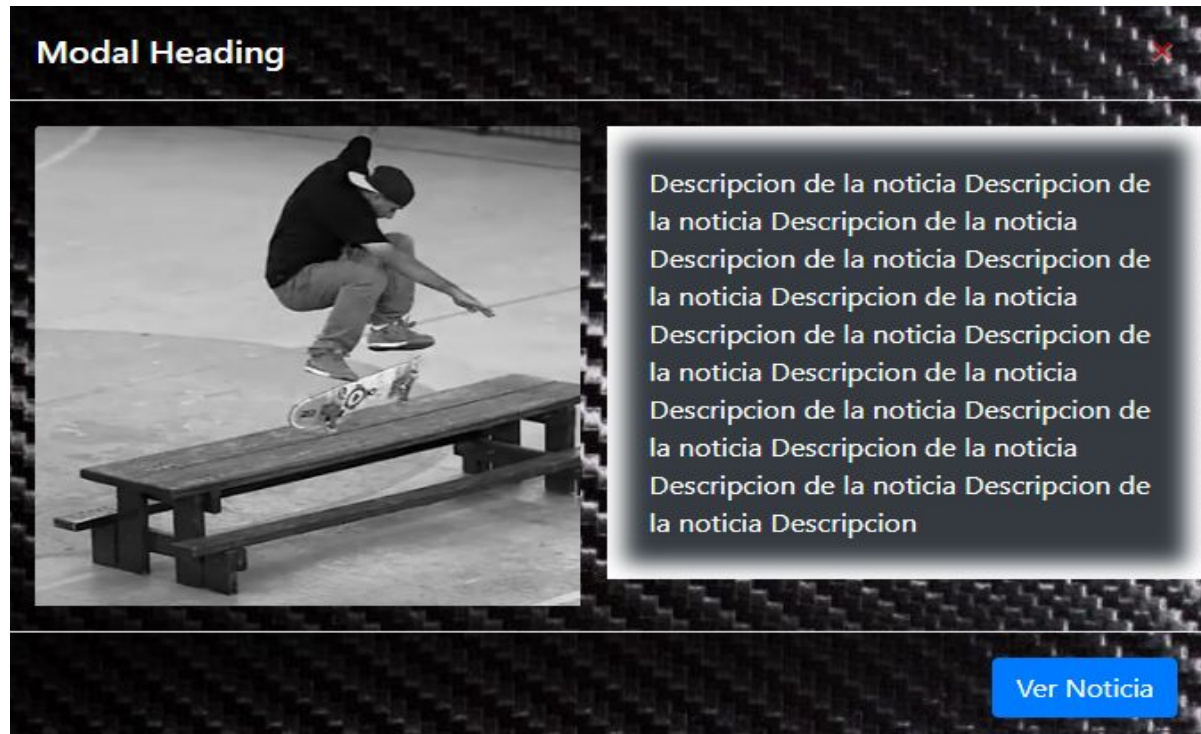 Modal Heading
×
Descripcion de la noticia Descripcion de
la noticia Descripcion de la noticia
Descripcion de la noticia Descripcion de
la noticia Descripcion de la noticia
Descripcion de la noticia Descripcion de
la noticia Descripcion de la noticia
Descripcion de la noticia Descripcion de
la noticia Descripcion de la noticia
Descripcion de la noticia Descripcion de
la noticia Descripcion
Ver Noticia